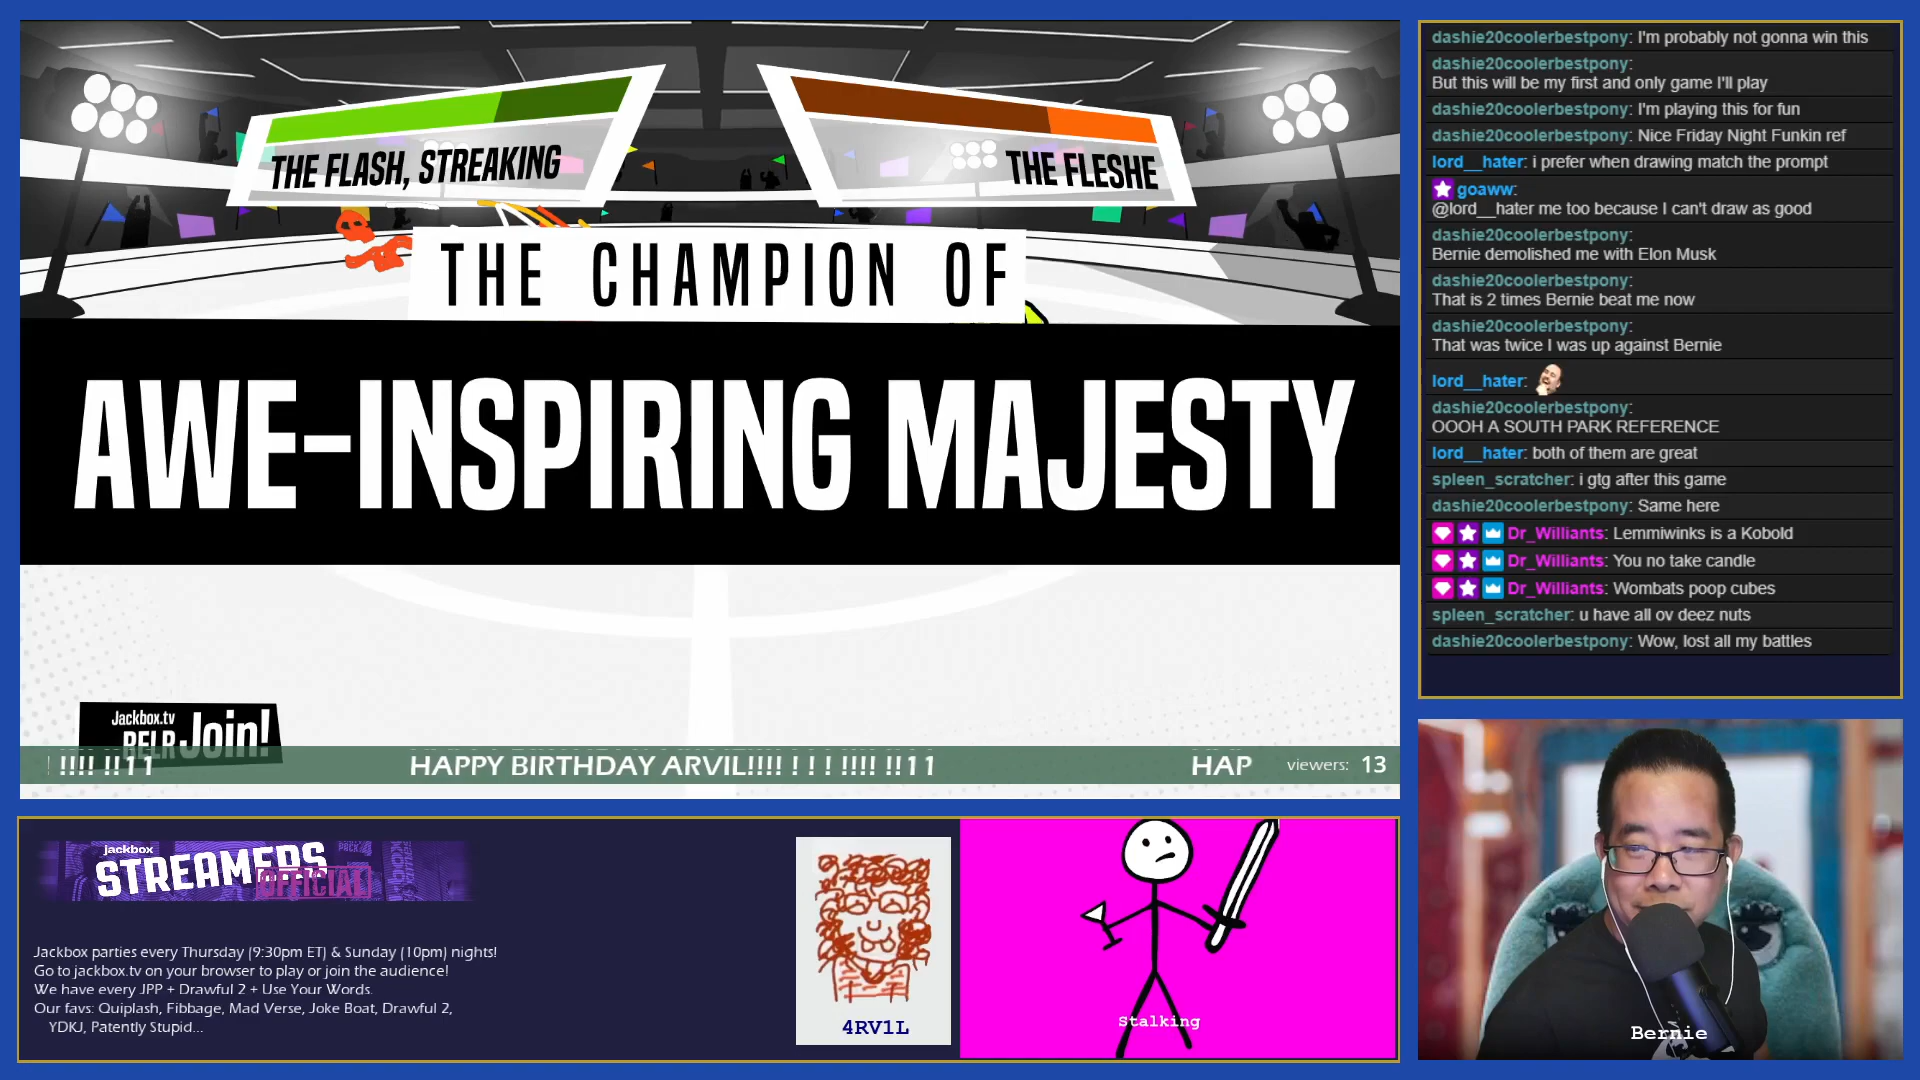 THE FLASH, STREAKING
THE FLESHE
THE CHAMPION OF
AWE-INSPIRING MAJESTY
Jackbox.tv
Join!
!!!! !!11 HAPPY BIRTHDAY ARVIL!!!! ! ! ! !!!! !!11 HAP
viewers: 13
jackbox
STREAMERS
OFFICIAL
Jackbox parties every Thursday (9:30pm ET) & Sunday (10pm) nights!
Go to jackbox.tv on your browser to play or join the audience!
We have every JPP + Drawful 2 + Use Your Words.
Our favs: Quiplash, Fibbage, Mad Verse, Joke Boat, Drawful 2,
YDKJ, Patently Stupid...
4RV1L
Stalking
dashie20coolerbestpony: I'm probably not gonna win this
dashie20coolerbestpony:
But this will be my first and only game I'll play
dashie20coolerbestpony: I'm playing this for fun
dashie20coolerbestpony: Nice Friday Night Funkin ref
lord__hater: i prefer when drawing match the prompt
goaww:
@lord__hater me too because I can't draw as good
dashie20coolerbestpony:
Bernie demolished me with Elon Musk
dashie20coolerbestpony:
That is 2 times Bernie beat me now
dashie20coolerbestpony:
That was twice I was up against Bernie
lord__hater:
dashie20coolerbestpony:
OOOH A SOUTH PARK REFERENCE
lord__hater: both of them are great
spleen_scratcher: i gtg after this game
dashie20coolerbestpony: Same here
Dr_Williants: Lemmiwinks is a Kobold
Dr_Williants: You no take candle
Dr_Williants: Wombats poop cubes
spleen_scratcher: u have all ov deez nuts
dashie20coolerbestpony: Wow, lost all my battles
Bernie